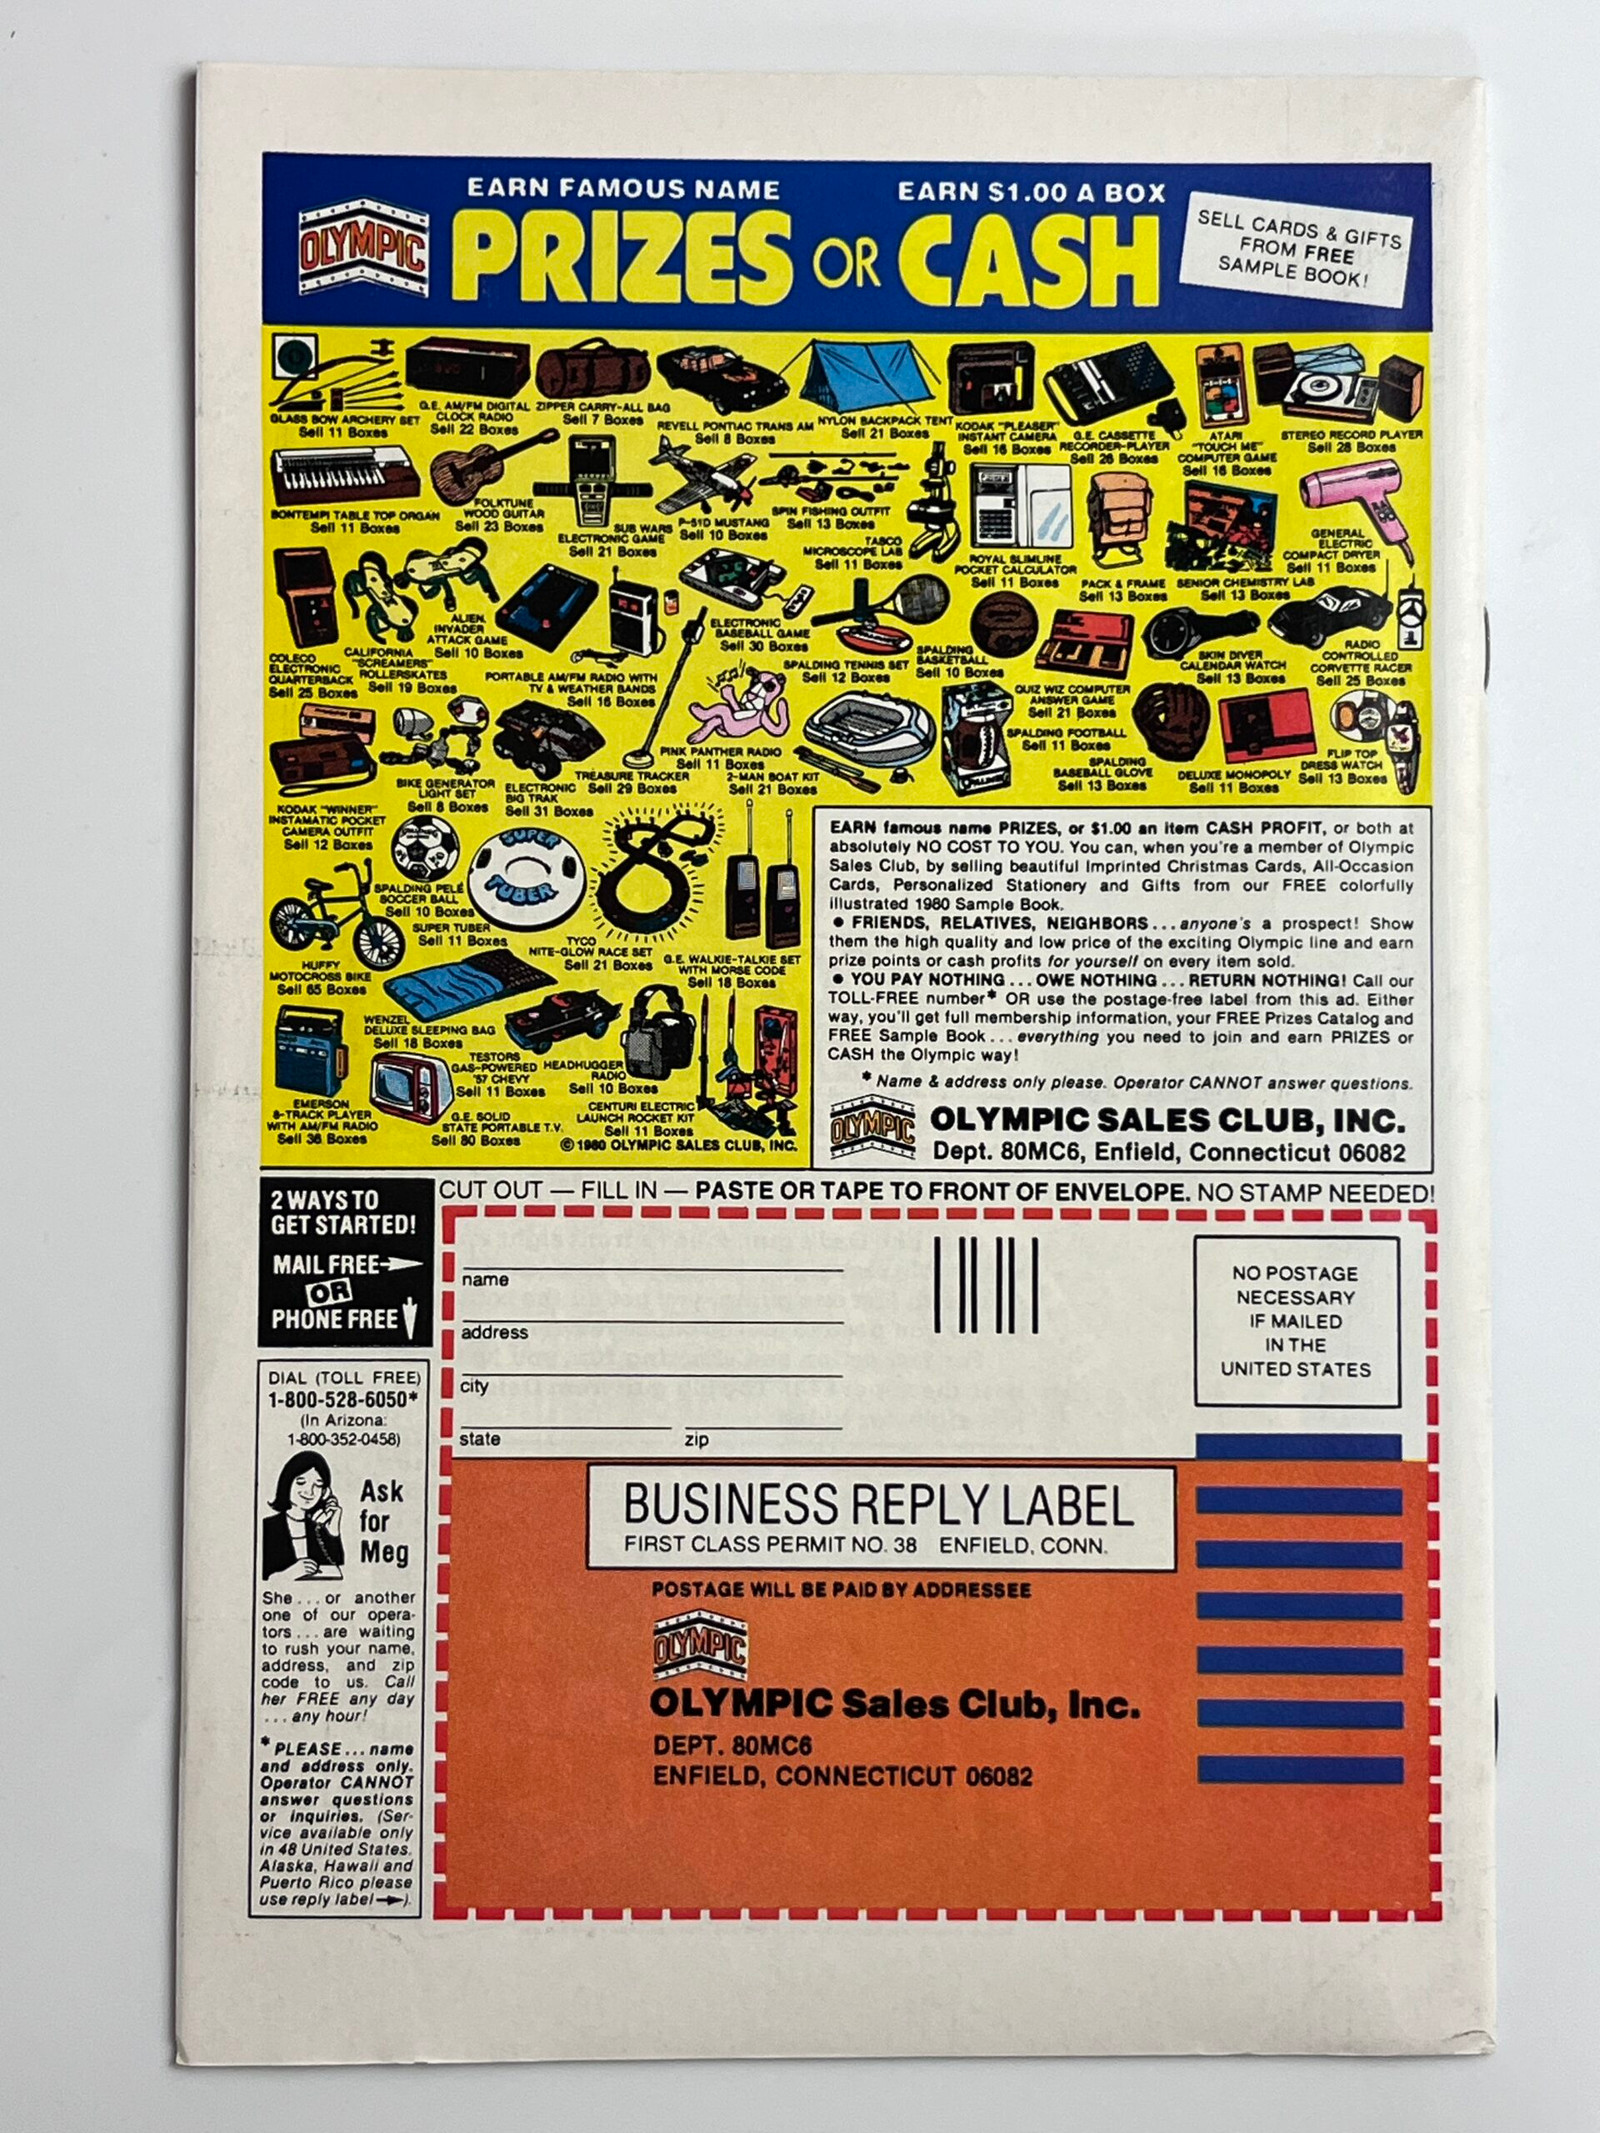 EARN FAMOUS NAME
PRIZES OR CASH
EARN $1.00 A BOX
OLYMPIC
SELL CARDS & GIFTS
FROM FREE
SAMPLE BOOK!
GLASS BOW ARCHERY SET
Sell 11 Boxes
G.E. AM/FM DIGITAL
CLOCK RADIO
Sell 22 Boxes
ZIPPER CARRY-ALL BAG
Sell 7 Boxes
REVELL PONTIAC TRANS AM
Sell 8 Boxes
NYLON BACKPACK TENT
Sell 21 Boxes
KODAK "PLEASER"
INSTANT CAMERA
Sell 16 Boxes
G.E. CASSETTE
RECORDER-PLAYER
Sell 26 Boxes
ATARI
"TOUCH ME"
COMPUTER GAME
Sell 16 Boxes
STEREO RECORD PLAYER
Sell 28 Boxes
BONTEMPI TABLE TOP ORGAN
Sell 11 Boxes
FOLKTUNE
WOOD GUITAR
Sell 23 Boxes
SUB WARS
ELECTRONIC GAME
Sell 21 Boxes
P-51D MUSTANG
Sell 10 Boxes
SPIN FISHING OUTFIT
Sell 13 Boxes
TASCO
MICROSCOPE LAB
Sell 11 Boxes
ROYAL SLIMLINE
POCKET CALCULATOR
Sell 11 Boxes
PACK & FRAME
Sell 13 Boxes
SENIOR CHEMISTRY LAB
Sell 13 Boxes
GENERAL
ELECTRIC
COMPACT DRYER
Sell 11 Boxes
COLECO
ELECTRONIC
QUARTERBACK
Sell 25 Boxes
CALIFORNIA
"SCREAMERS"
ROLLERSKATES
Sell 19 Boxes
ALIEN
INVADER
ATTACK GAME
Sell 10 Boxes
PORTABLE AM/FM RADIO WITH
TV & WEATHER BANDS
Sell 16 Boxes
ELECTRONIC
BASEBALL GAME
Sell 30 Boxes
SPALDING TENNIS SET
Sell 12 Boxes
SPALDING
BASKETBALL
Sell 10 Boxes
QUIZ WIZ COMPUTER
ANSWER GAME
Sell 21 Boxes
SKIN DIVER
CALENDAR WATCH
Sell 13 Boxes
RADIO
CONTROLLED
CORVETTE RACER
Sell 25 Boxes
KODAK "WINNER"
INSTAMATIC POCKET
CAMERA OUTFIT
Sell 12 Boxes
BIKE GENERATOR
LIGHT SET
Sell 8 Boxes
ELECTRONIC
BIG TRAK
Sell 31 Boxes
TREASURE TRACKER
Sell 29 Boxes
PINK PANTHER RADIO
Sell 11 Boxes
2-MAN BOAT KIT
Sell 21 Boxes
SPALDING FOOTBALL
Sell 11 Boxes
SPALDING
BASEBALL GLOVE
Sell 13 Boxes
DELUXE MONOPOLY
Sell 11 Boxes
FLIP TOP
DRESS WATCH
Sell 13 Boxes
HUFFY
MOTOCROSS BIKE
Sell 65 Boxes
SPALDING PELÉ
SOCCER BALL
Sell 10 Boxes
SUPER
TUBER
SUPER TUBER
Sell 11 Boxes
TYCO
NITE-GLOW RACE SET
Sell 21 Boxes
G.E. WALKIE-TALKIE SET
WITH MORSE CODE
Sell 18 Boxes
WENZEL
DELUXE SLEEPING BAG
Sell 18 Boxes
EMERSON
8-TRACK PLAYER
WITH AM/FM RADIO
Sell 36 Boxes
G.E. SOLID
STATE PORTABLE T.V.
Sell 80 Boxes
TESTORS
GAS-POWERED
'57 CHEVY
Sell 11 Boxes
HEADHUGGER
RADIO
Sell 10 Boxes
CENTURI ELECTRIC
LAUNCH ROCKET KIT
Sell 11 Boxes
© 1980 OLYMPIC SALES CLUB, INC.
EARN famous name PRIZES, or $1.00 an item CASH PROFIT, or both at
absolutely NO COST TO YOU. You can, when you're a member of Olympic
Sales Club, by selling beautiful Imprinted Christmas Cards, All-Occasion
Cards, Personalized Stationery and Gifts from our FREE colorfully
illustrated 1980 Sample Book.
● FRIENDS, RELATIVES, NEIGHBORS...anyone's a prospect! Show
them the high quality and low price of the exciting Olympic line and earn
prize points or cash profits for yourself on every item sold.
● YOU PAY NOTHING...OWE NOTHING...RETURN NOTHING! Call our
TOLL-FREE number* OR use the postage-free label from this ad. Either
way, you'll get full membership information, your FREE Prizes Catalog and
FREE Sample Book...everything you need to join and earn PRIZES or
CASH the Olympic way!
* Name & address only please. Operator CANNOT answer questions.
OLYMPIC
OLYMPIC SALES CLUB, INC.
Dept. 80MC6, Enfield, Connecticut 06082
2 WAYS TO
GET STARTED!
MAIL FREE
OR
PHONE FREE
CUT OUT — FILL IN — PASTE OR TAPE TO FRONT OF ENVELOPE. NO STAMP NEEDED!
DIAL (TOLL FREE)
1-800-528-6050*
(In Arizona:
1-800-352-0458)
Ask
for
Meg
She...or another
one of our opera-
tors...are waiting
to rush your name,
address, and zip
code to us. Call
her FREE any day
...any hour!
* PLEASE...name
and address only.
Operator CANNOT
answer questions
or inquiries. (Ser-
vice available only
in 48 United States.
Alaska, Hawaii and
Puerto Rico please
use reply label →).
name
address
city
state zip
NO POSTAGE
NECESSARY
IF MAILED
IN THE
UNITED STATES
BUSINESS REPLY LABEL
FIRST CLASS PERMIT NO. 38 ENFIELD, CONN.
POSTAGE WILL BE PAID BY ADDRESSEE
OLYMPIC
OLYMPIC Sales Club, Inc.
DEPT. 80MC6
ENFIELD, CONNECTICUT 06082